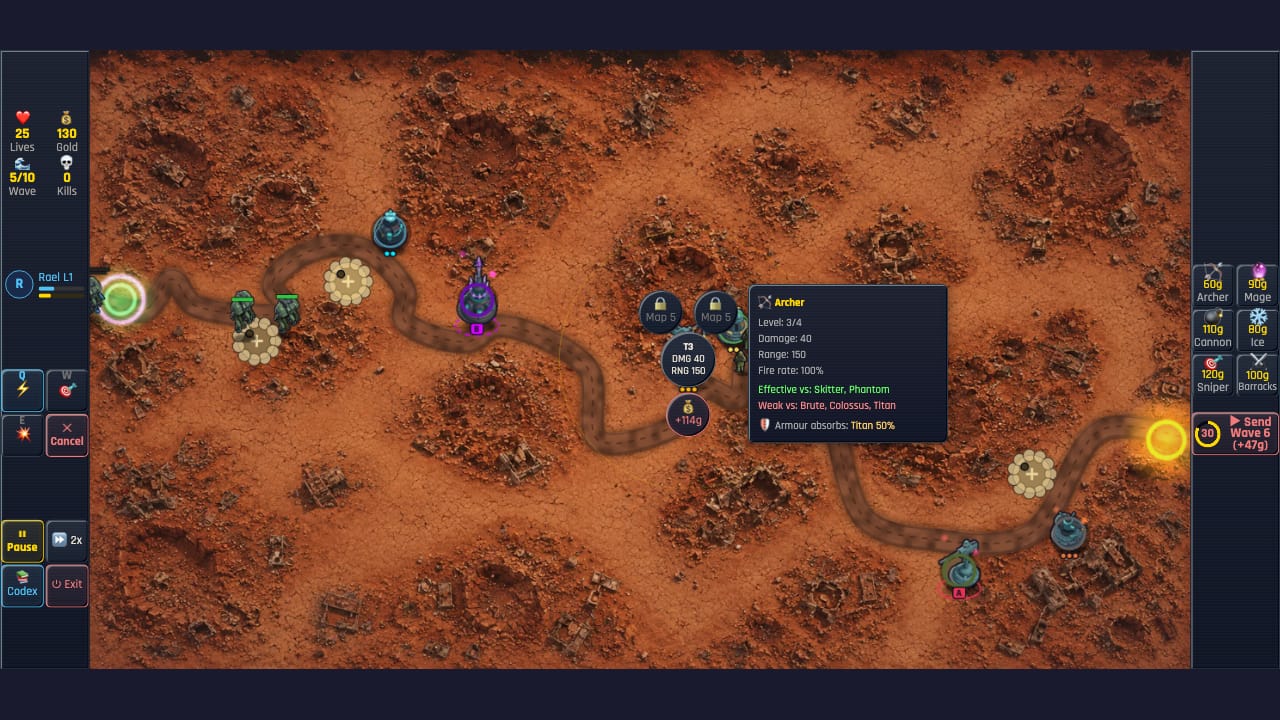 25
Lives
130
Gold
5/10
Wave
0
Kills
R
Rael L1
Q
W
E
Cancel
Pause
2x
Codex
Exit
B
Map 5
Map 5
T3
DMG 40
RNG 150
+114g
Archer
Level: 3/4
Damage: 40
Range: 150
Fire rate: 100%
Effective vs: Skitter, Phantom
Weak vs: Brute, Colossus, Titan
Armour absorbs: Titan 50%
A
60g
Archer
90g
Mage
110g
Cannon
80g
Ice
120g
Sniper
100g
Barracks
30
Send
Wave 6
(+47g)